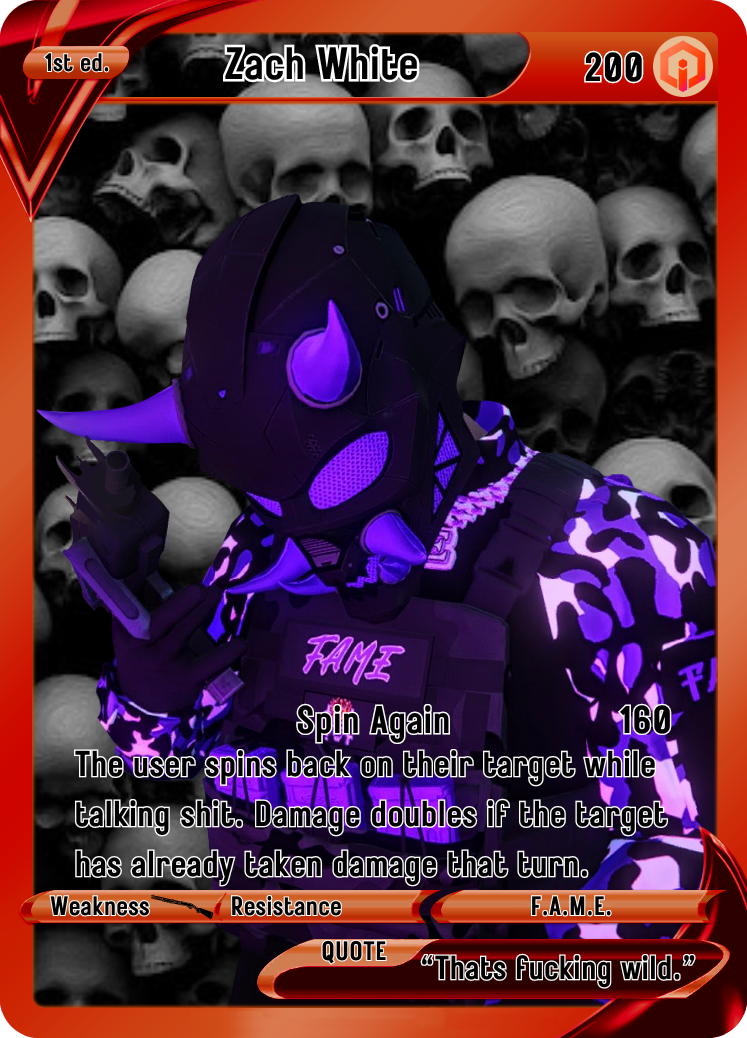 1st ed.
Zach White
200
FAME
FA
Spin Again 160
The user spins back on their target while
talking shit. Damage doubles if the target
has already taken damage that turn.
Weakness Resistance F.A.M.E.
QUOTE
“Thats fucking wild.”